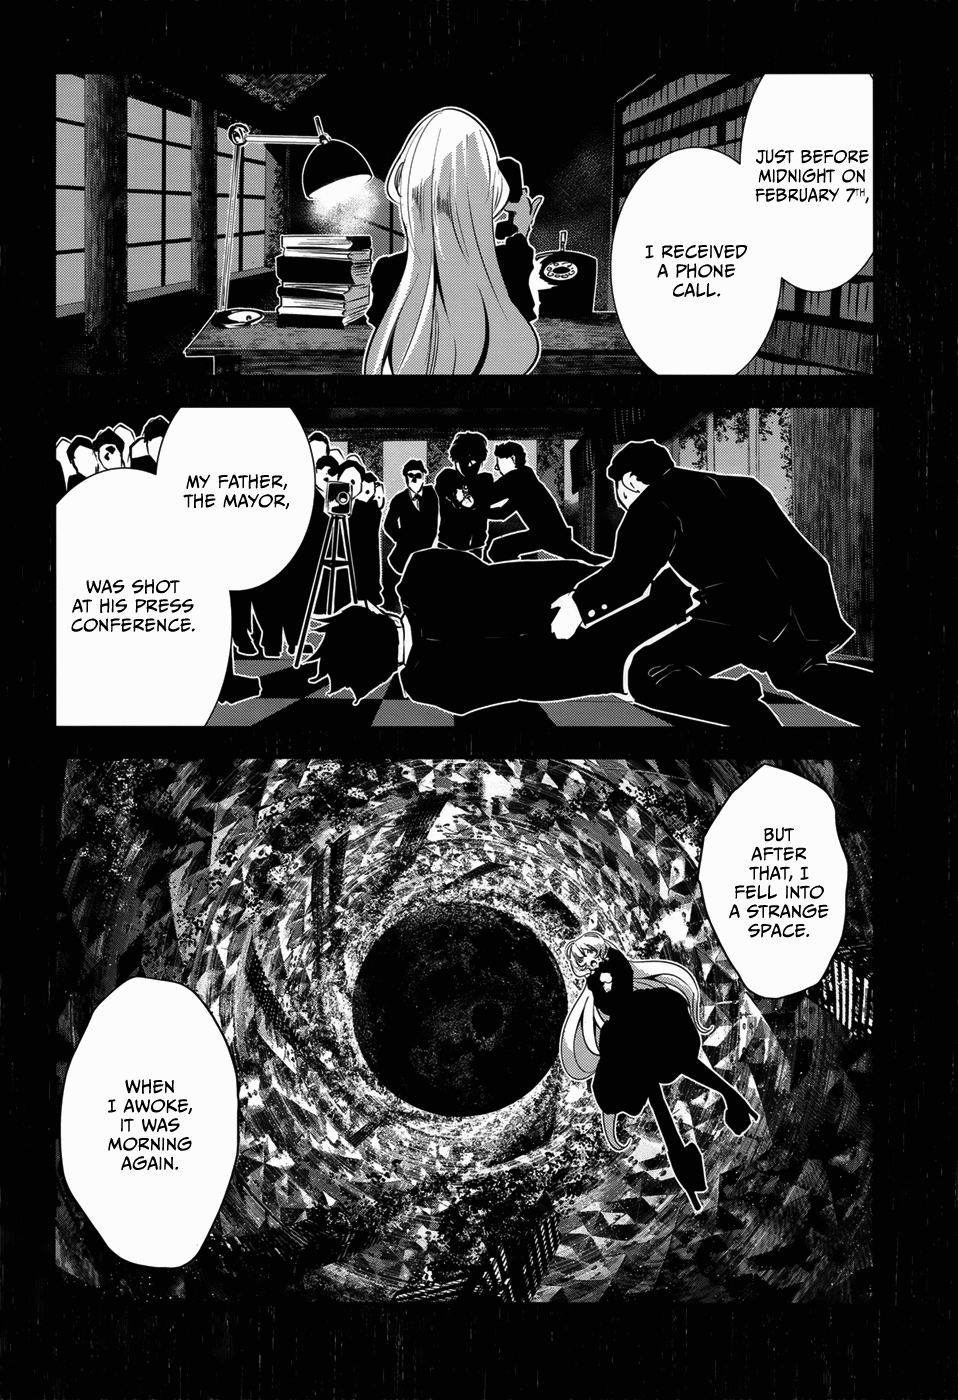 JUST BEFORE
MIDNIGHT ON
FEBRUARY 7TH,
I RECEIVED
A PHONE
CALL.
MY FATHER,
THE MAYOR,
WAS SHOT
AT HIS PRESS
CONFERENCE.
BUT
AFTER
THAT, I
FELL INTO
A STRANGE
SPACE.
WHEN
I AWOKE,
IT WAS
MORNING
AGAIN.